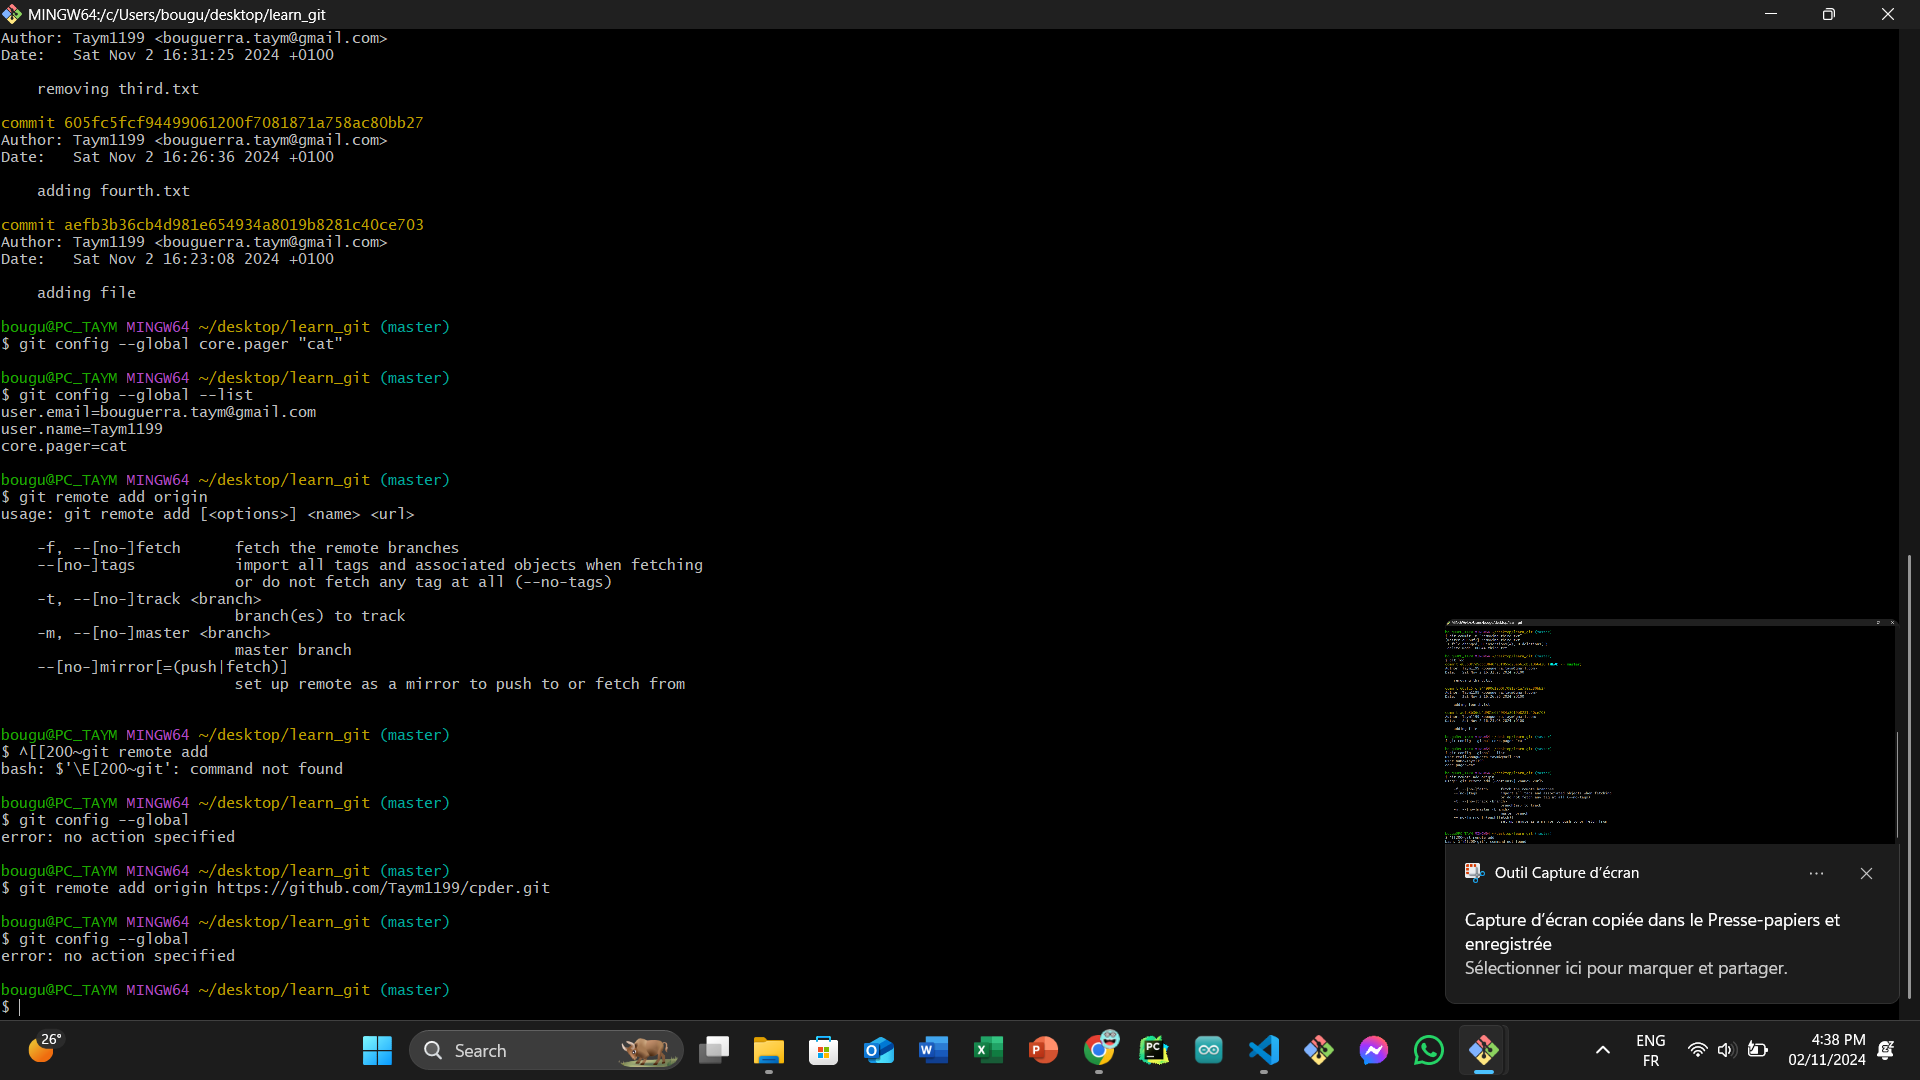 MINGW64:/c/Users/bougu/desktop/learn_git
Author: Taym1199 <bouguerra.taym@gmail.com>
Date:   Sat Nov 2 16:31:25 2024 +0100
    removing third.txt
commit 605fc5fcf94499061200f7081871a758ac80bb27
Author: Taym1199 <bouguerra.taym@gmail.com>
Date:   Sat Nov 2 16:26:36 2024 +0100
    adding fourth.txt
commit aefb3b36cb4d981e654934a8019b8281c40ce703
Author: Taym1199 <bouguerra.taym@gmail.com>
Date:   Sat Nov 2 16:23:08 2024 +0100
    adding file
bougu@PC_TAYM MINGW64 ~/desktop/learn_git (master)
$ git config --global core.pager "cat"
bougu@PC_TAYM MINGW64 ~/desktop/learn_git (master)
$ git config --global --list
user.email=bouguerra.taym@gmail.com
user.name=Taym1199
core.pager=cat
bougu@PC_TAYM MINGW64 ~/desktop/learn_git (master)
$ git remote add origin
usage: git remote add [<options>] <name> <url>
    -f, --[no-]fetch      fetch the remote branches
    --[no-]tags           import all tags and associated objects when fetching
                          or do not fetch any tag at all (--no-tags)
    -t, --[no-]track <branch>
                          branch(es) to track
    -m, --[no-]master <branch>
                          master branch
    --[no-]mirror[=(push|fetch)]
                          set up remote as a mirror to push to or fetch from
bougu@PC_TAYM MINGW64 ~/desktop/learn_git (master)
$ ^[[200~git remote add
bash: $'\E[200~git': command not found
bougu@PC_TAYM MINGW64 ~/desktop/learn_git (master)
$ git config --global
error: no action specified
bougu@PC_TAYM MINGW64 ~/desktop/learn_git (master)
$ git remote add origin https://github.com/Taym1199/cpder.git
bougu@PC_TAYM MINGW64 ~/desktop/learn_git (master)
$ git config --global
error: no action specified
bougu@PC_TAYM MINGW64 ~/desktop/learn_git (master)
$
Outil Capture d'écran
Capture d'écran copiée dans le Presse-papiers et
enregistrée
Sélectionner ici pour marquer et partager.
26°
Search
ENG
FR
4:38 PM
02/11/2024